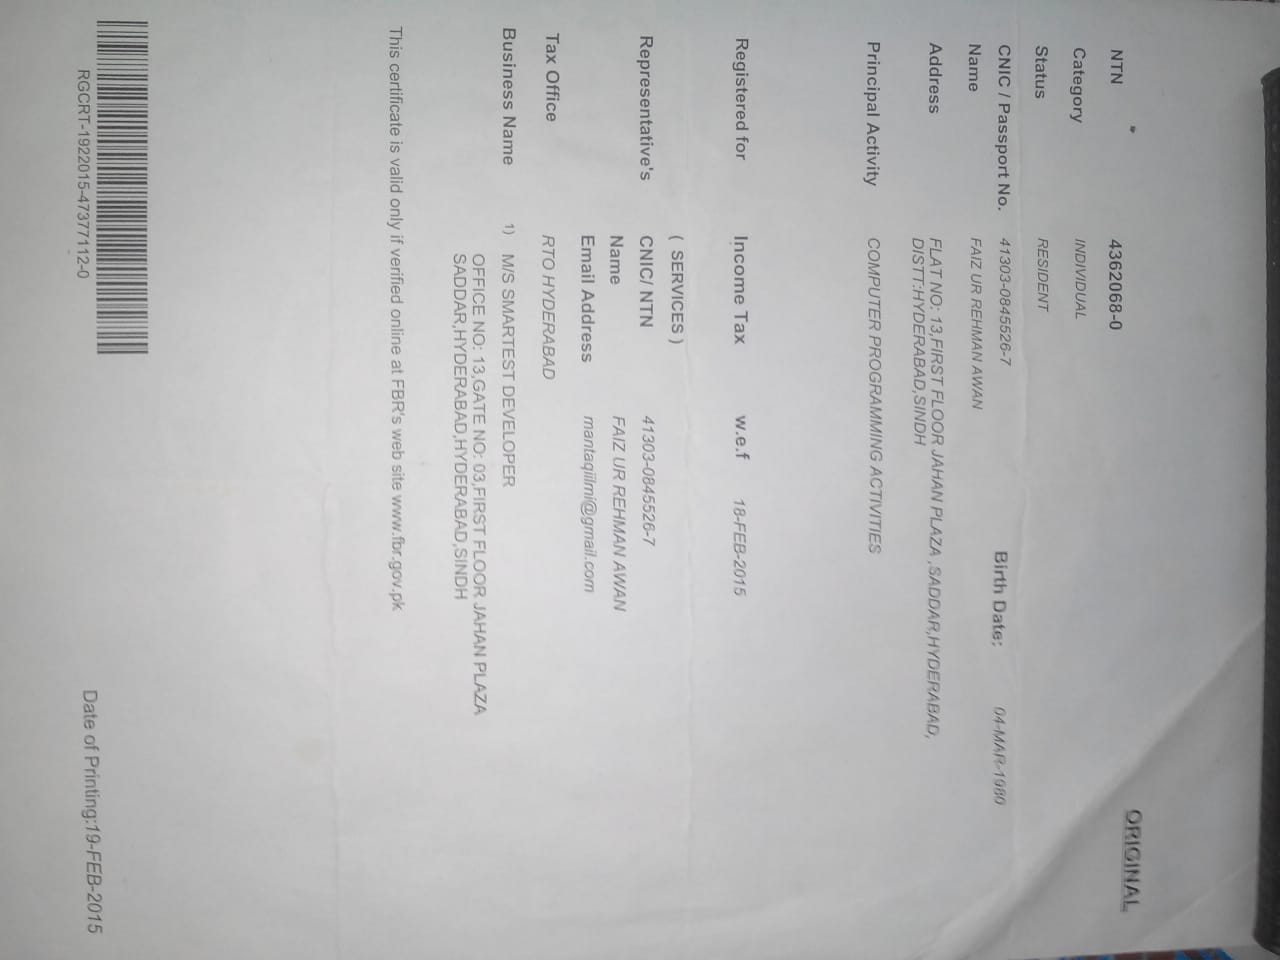 ORIGINAL
NTN 4362068-0
Category INDIVIDUAL
Status RESIDENT
CNIC / Passport No. 41303-0845526-7 Birth Date: 04-MAR-1980
Name FAIZ UR REHMAN AWAN
Address FLAT NO: 13,FIRST FLOOR JAHAN PLAZA ,SADDAR,HYDERABAD,
DISTT:HYDERABAD,SINDH
Principal Activity COMPUTER PROGRAMMING ACTIVITIES
Registered for Income Tax w.e.f 18-FEB-2015
( SERVICES )
Representative's CNIC/ NTN 41303-0845526-7
Name FAIZ UR REHMAN AWAN
Email Address mantaqiilmi@gmail.com
Tax Office RTO HYDERABAD
Business Name 1) M/S SMARTEST DEVELOPER
OFFICE NO: 13,GATE NO: 03,FIRST FLOOR JAHAN PLAZA
SADDAR,HYDERABAD,HYDERABAD,SINDH
This certificate is valid only if verified online at FBR's web site www.fbr.gov.pk
RGCRT-1922015-47377112-0
Date of Printing:19-FEB-2015